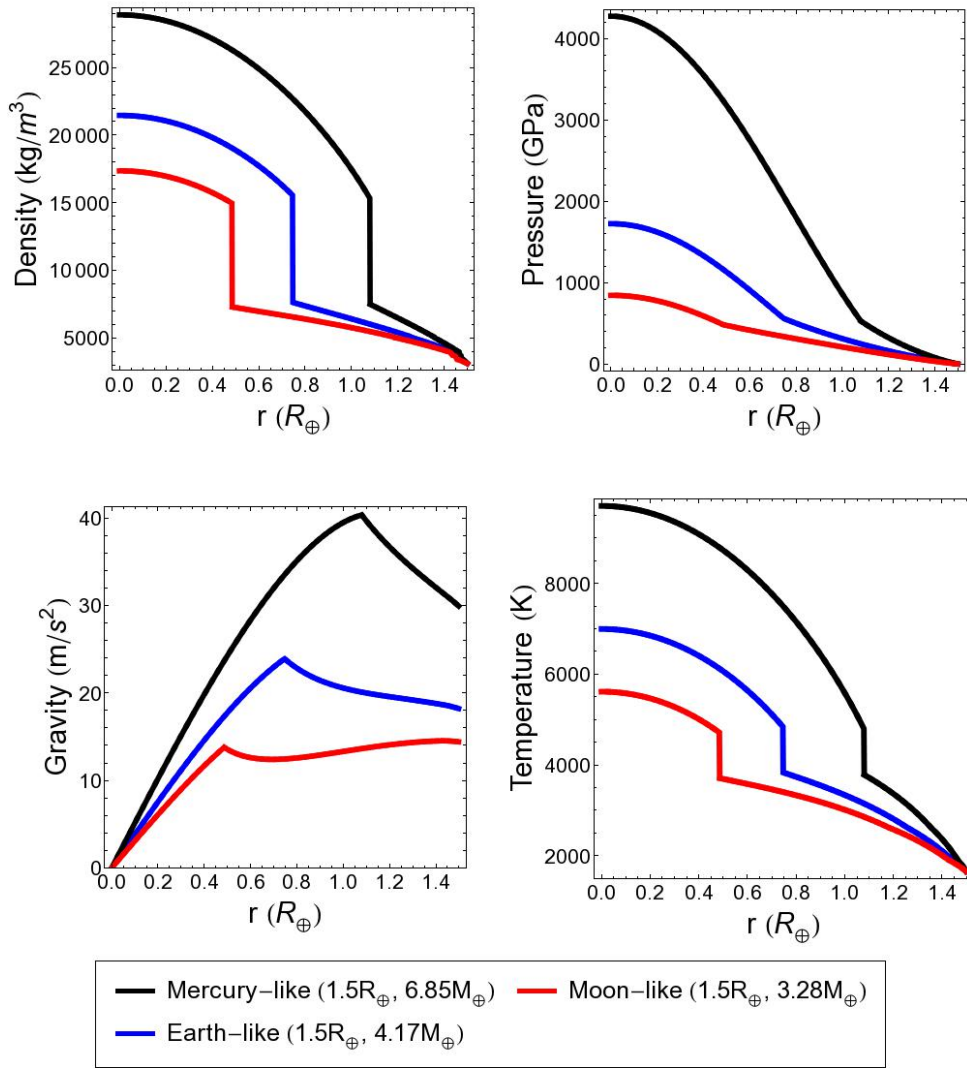 Density (kg/m³)
25 000
20 000
15 000
10 000
5000
0.0 0.2 0.4 0.6 0.8 1.0 1.2 1.4
r (R⊕)
Pressure (GPa)
4000
3000
2000
1000
0
0.0 0.2 0.4 0.6 0.8 1.0 1.2 1.4
r (R⊕)
Gravity (m/s²)
40
30
20
10
0
0.0 0.2 0.4 0.6 0.8 1.0 1.2 1.4
r (R⊕)
Temperature (K)
8000
6000
4000
2000
0.0 0.2 0.4 0.6 0.8 1.0 1.2 1.4
r (R⊕)
Mercury−like (1.5R⊕, 6.85M⊕) Moon−like (1.5R⊕, 3.28M⊕)
Earth−like (1.5R⊕, 4.17M⊕)